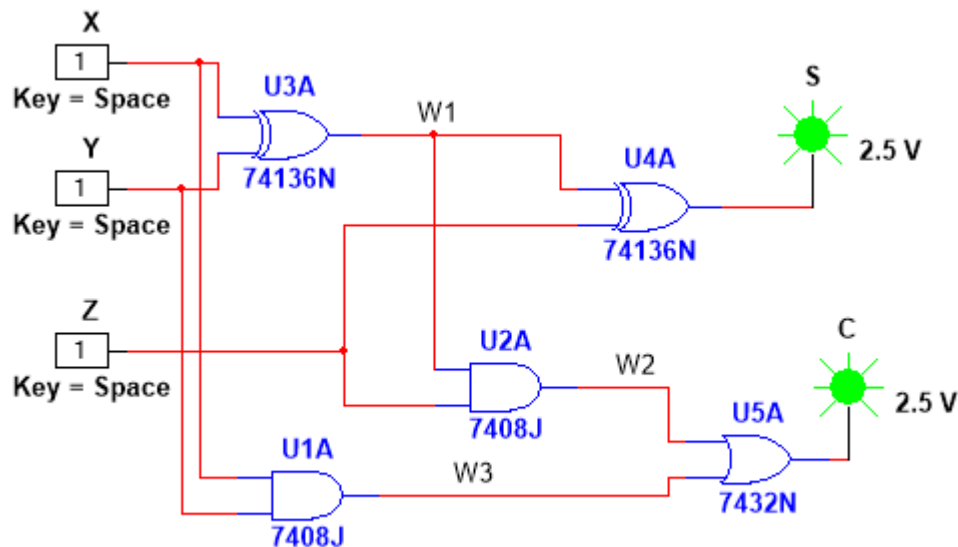 X
1
Key = Space
U3A
74136N
W1
S
2.5 V
Y
1
Key = Space
U4A
74136N
Z
1
Key = Space
U2A
7408J
W2
C
2.5 V
U1A
7408J
W3
U5A
7432N